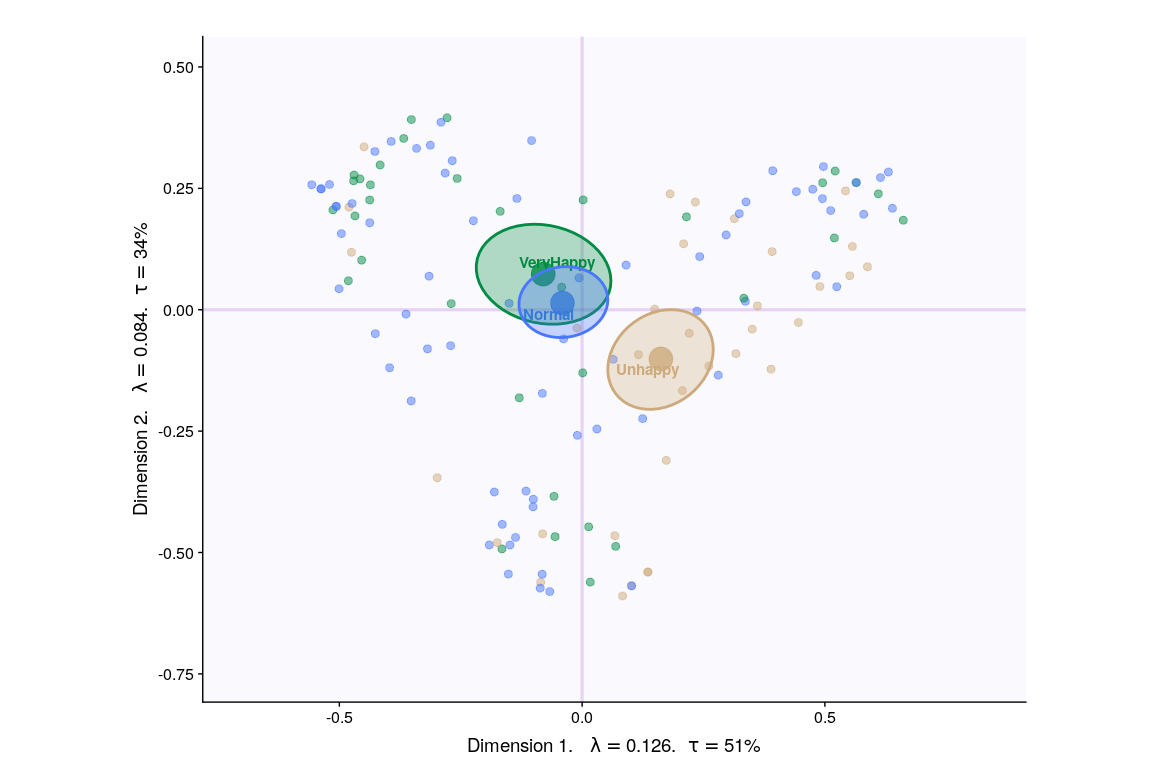 0.50
0.25
0.00
-0.25
-0.50
-0.75
Dimension 2.   λ = 0.084.   τ = 34%
VeryHappy
Normal
Unhappy
-0.5
0.0
0.5
Dimension 1.   λ = 0.126.   τ = 51%